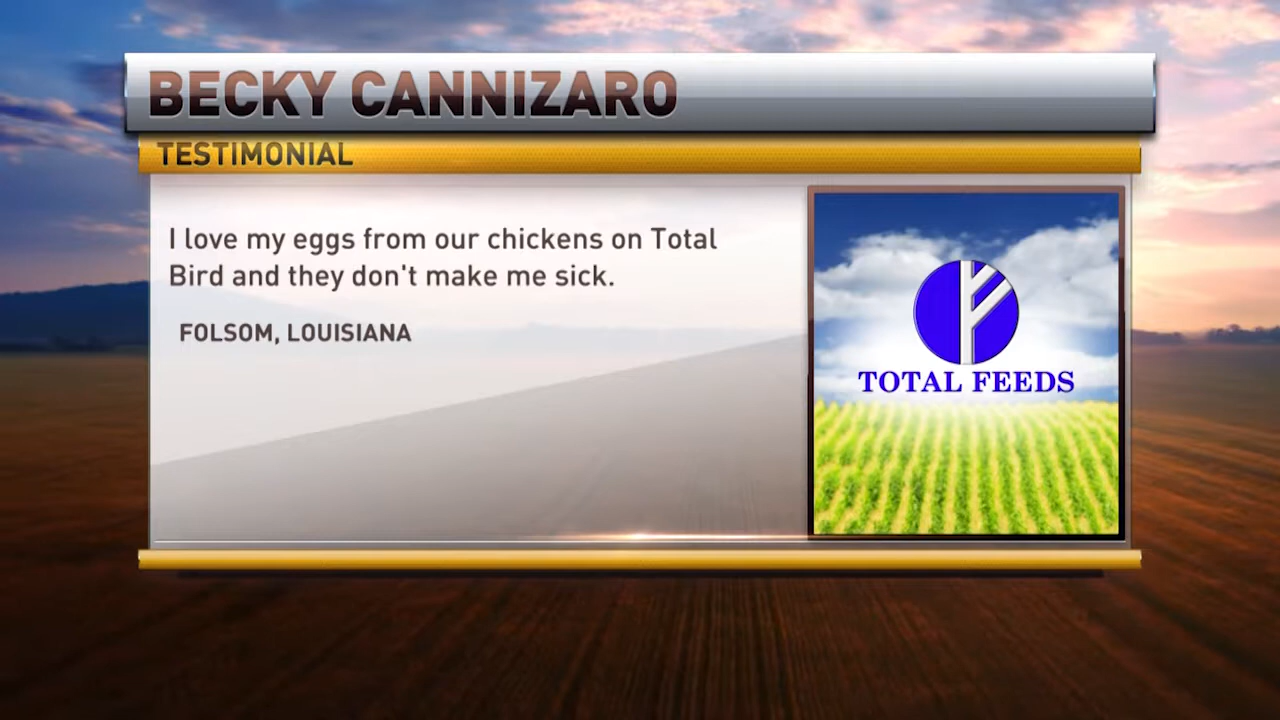 BECKY CANNIZARO
TESTIMONIAL
I love my eggs from our chickens on Total
Bird and they don't make me sick.
FOLSOM, LOUISIANA
TOTAL FEEDS